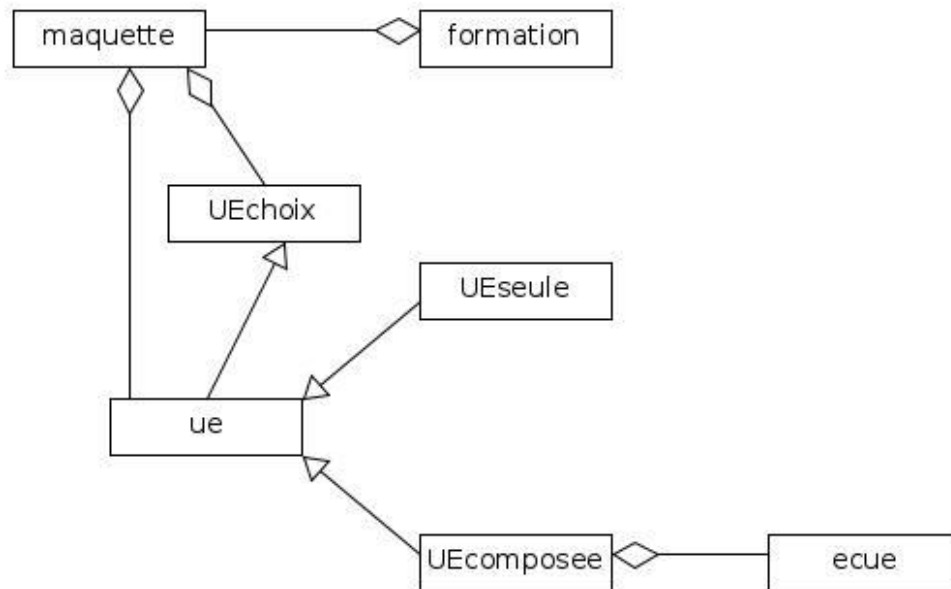 maquette
formation
UEchoix
UEseule
ue
UEcomposee
ecue